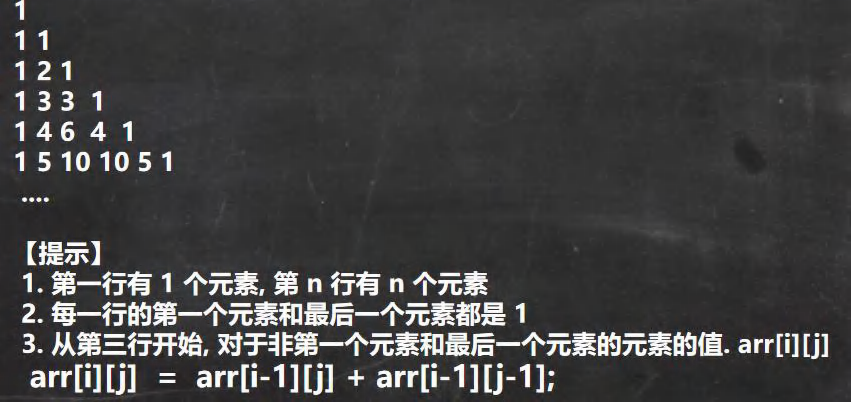 1
1 1
1 2 1
1 3 3 1
1 4 6 4 1
1 5 10 10 5 1
....
【提示】
1. 第一行有 1 个元素, 第 n 行有 n 个元素
2. 每一行的第一个元素和最后一个元素都是 1
3. 从第三行开始, 对于非第一个元素和最后一个元素的元素的值. arr[i][j]
arr[i][j] = arr[i-1][j] + arr[i-1][j-1];